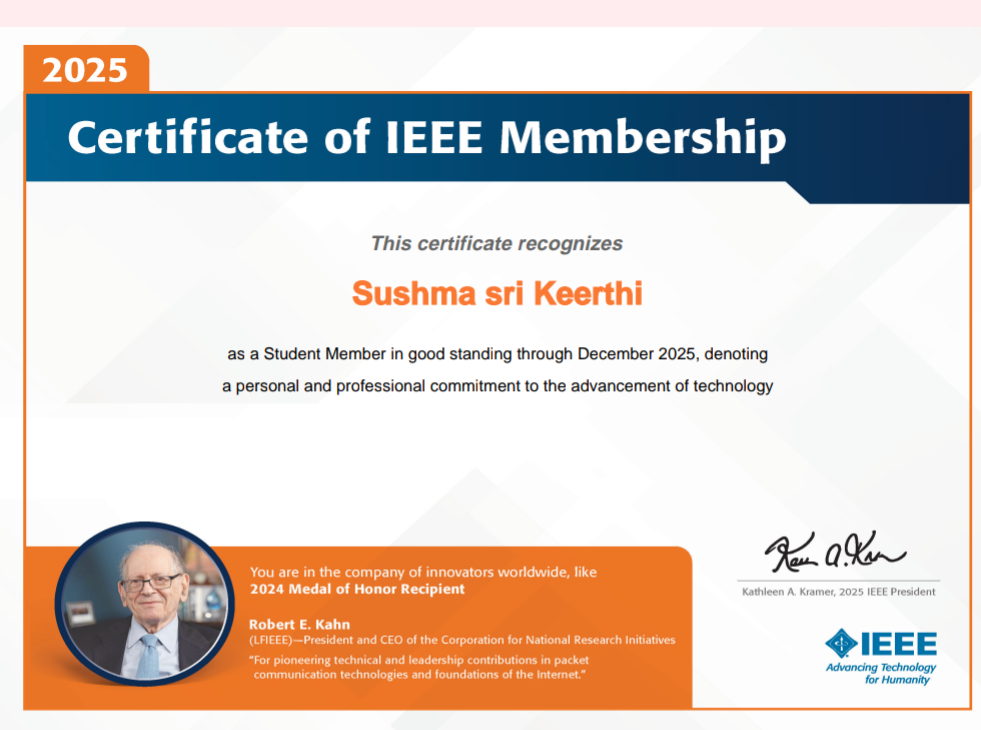 2025
Certificate of IEEE Membership
This certificate recognizes
Sushma sri Keerthi
as a Student Member in good standing through December 2025, denoting
a personal and professional commitment to the advancement of technology
You are in the company of innovators worldwide, like
2024 Medal of Honor Recipient
Robert E. Kahn
(LFIEEE)—President and CEO of the Corporation for National Research Initiatives
“For pioneering technical and leadership contributions in packet
communication technologies and foundations of the Internet.”
Kathleen A. Kramer, 2025 IEEE President
IEEE
Advancing Technology
for Humanity